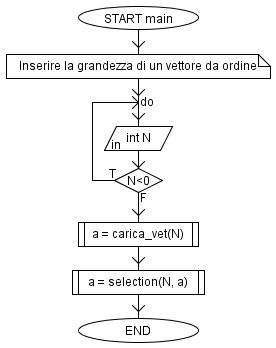 START main
Inserire la grandezza di un vettore da ordine
do
int N
in
T
N<0
F
a = carica_vet(N)
a = selection(N, a)
END